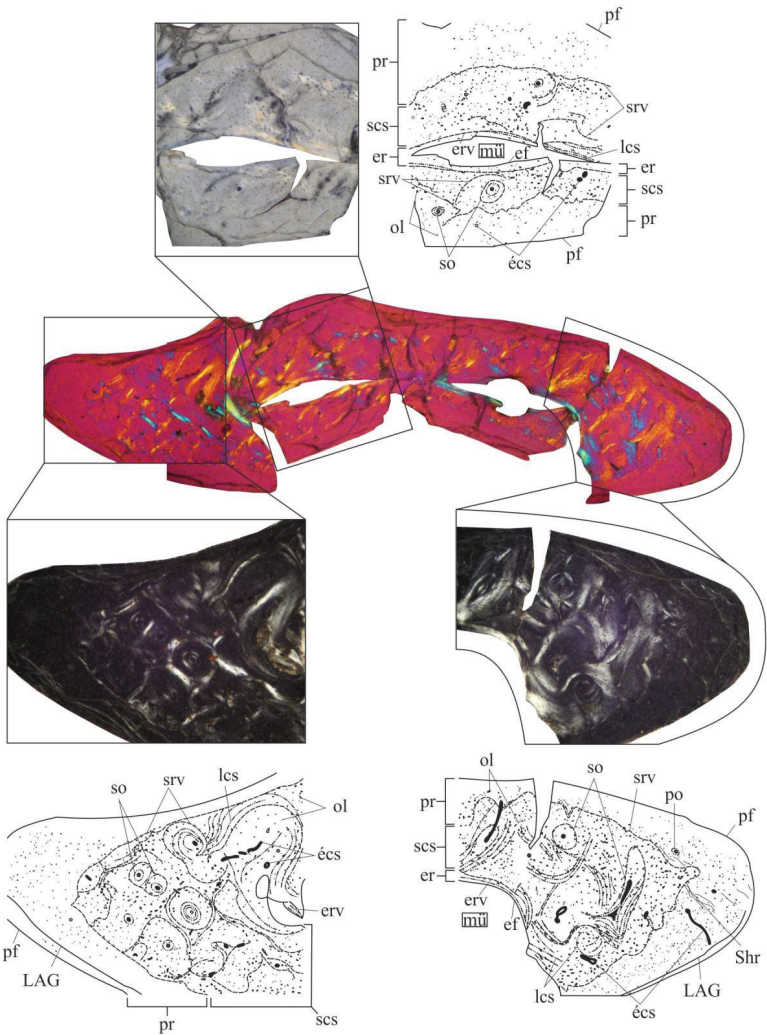 pf
pr
srv
scs
erv
mü
ef
lcs
er
er
srv
scs
ol
pr
so
écs
pf
so
srv
lcs
ol
écs
erv
pf
LAG
pr
scs
ol
so
srv
po
pf
pr
scs
er
erv
mü
ef
Shr
lcs
LAG
écs